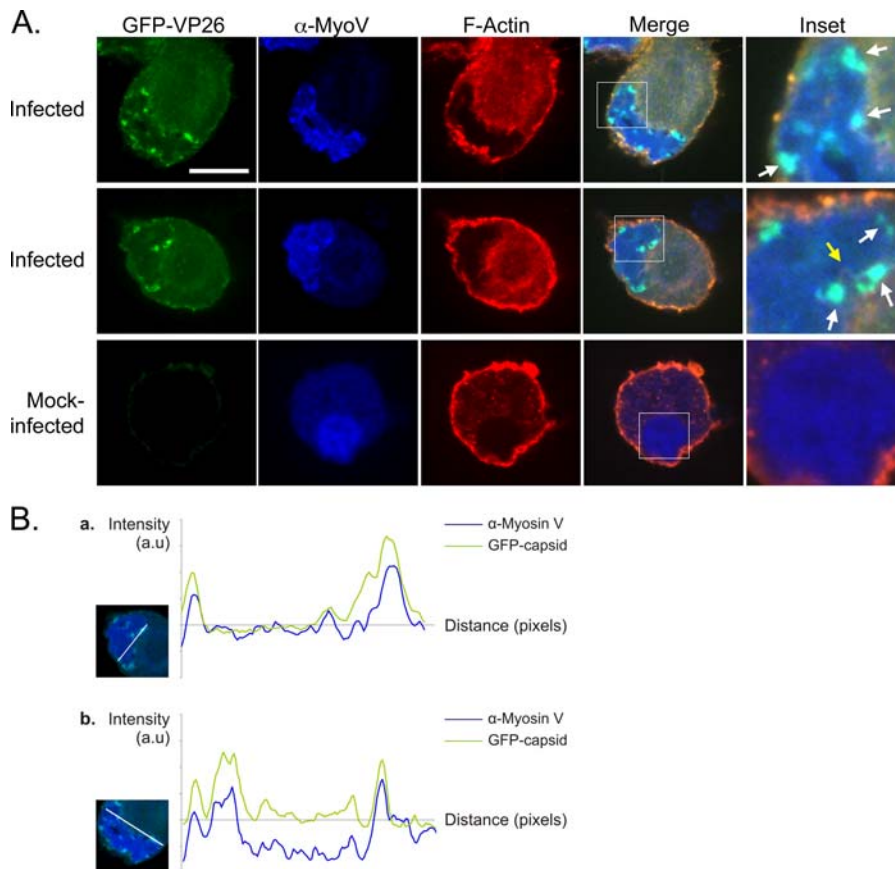 A.
GFP-VP26 α-MyoV F-Actin Merge Inset
Infected
Infected
Mock-
infected
B.
a. Intensity
(a.u)
α-Myosin V
GFP-capsid
Distance (pixels)
b. Intensity
(a.u)
α-Myosin V
GFP-capsid
Distance (pixels)